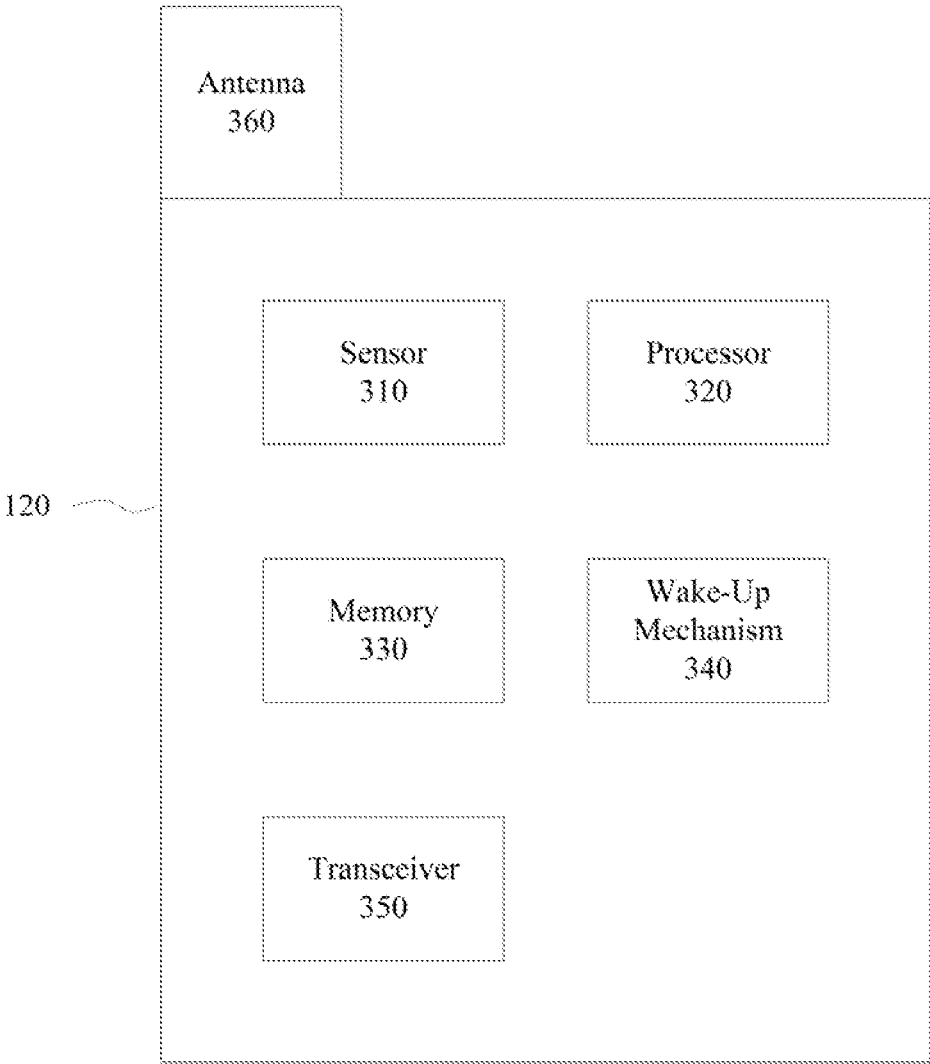 Antenna
360
Sensor
310
Processor
320
120
Memory
330
Wake-Up
Mechanism
340
Transceiver
350